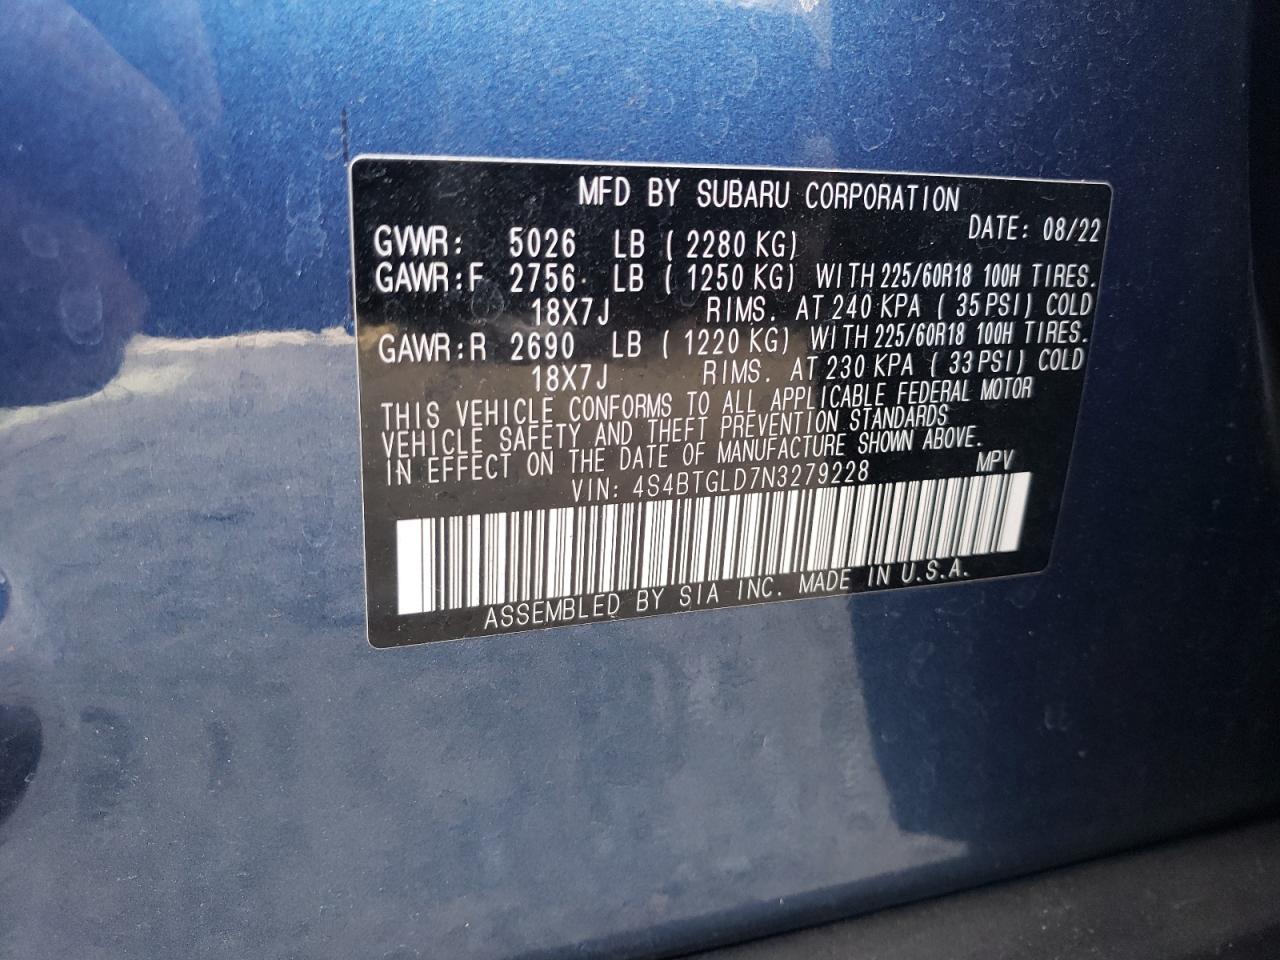 MFD BY SUBARU CORPORATION
DATE: 08/22
GVWR: 5026 LB ( 2280 KG)
GAWR:F 2756 LB ( 1250 KG) WITH 225/60R18 100H TIRES.
18X7J RIMS. AT 240 KPA ( 35 PSI) COLD
GAWR:R 2690 LB ( 1220 KG) WITH 225/60R18 100H TIRES.
18X7J RIMS. AT 230 KPA ( 33 PSI) COLD
THIS VEHICLE CONFORMS TO ALL APPLICABLE FEDERAL MOTOR
VEHICLE SAFETY AND THEFT PREVENTION STANDARDS
IN EFFECT ON THE DATE OF MANUFACTURE SHOWN ABOVE.
VIN: 4S4BTGLD7N3279228 MPV
ASSEMBLED BY SIA INC. MADE IN U.S.A.